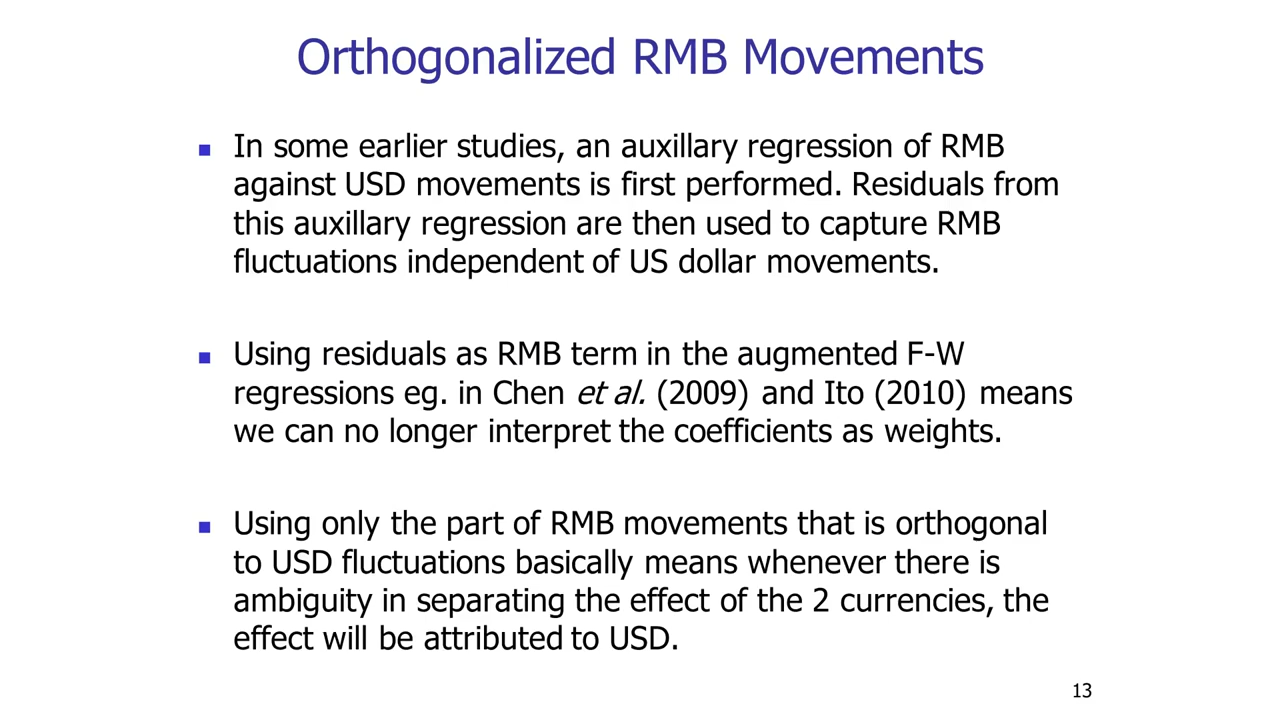 Orthogonalized RMB Movements
In some earlier studies, an auxillary regression of RMB
against USD movements is first performed. Residuals from
this auxillary regression are then used to capture RMB
fluctuations independent of US dollar movements.
Using residuals as RMB term in the augmented F-W
regressions eg. in Chen et al. (2009) and Ito (2010) means
we can no longer interpret the coefficients as weights.
Using only the part of RMB movements that is orthogonal
to USD fluctuations basically means whenever there is
ambiguity in separating the effect of the 2 currencies, the
effect will be attributed to USD.
13